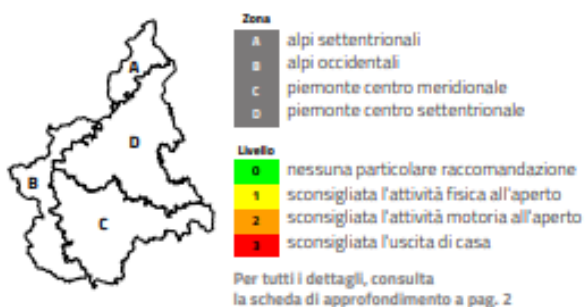 Zona
A alpi settentrionali
B alpi occidentali
C piemonte centro meridionale
D piemonte centro settentrionale
Livello
0 nessuna particolare raccomandazione
1 sconsigliata l'attività fisica all'aperto
2 sconsigliata l'attività motoria all'aperto
3 sconsigliata l'uscita di casa
Per tutti i dettagli, consulta
la scheda di approfondimento a pag. 2
A
D
B
C